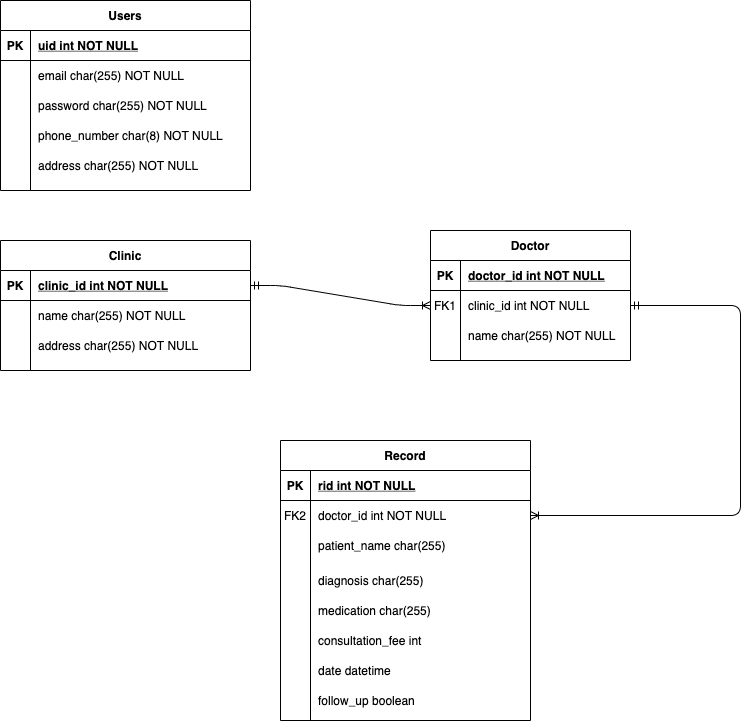 Users
PK uid int NOT NULL
email char(255) NOT NULL
password char(255) NOT NULL
phone_number char(8) NOT NULL
address char(255) NOT NULL
Clinic
PK clinic_id int NOT NULL
name char(255) NOT NULL
address char(255) NOT NULL
Doctor
PK doctor_id int NOT NULL
FK1 clinic_id int NOT NULL
name char(255) NOT NULL
Record
PK rid int NOT NULL
FK2 doctor_id int NOT NULL
patient_name char(255)
diagnosis char(255)
medication char(255)
consultation_fee int
date datetime
follow_up boolean